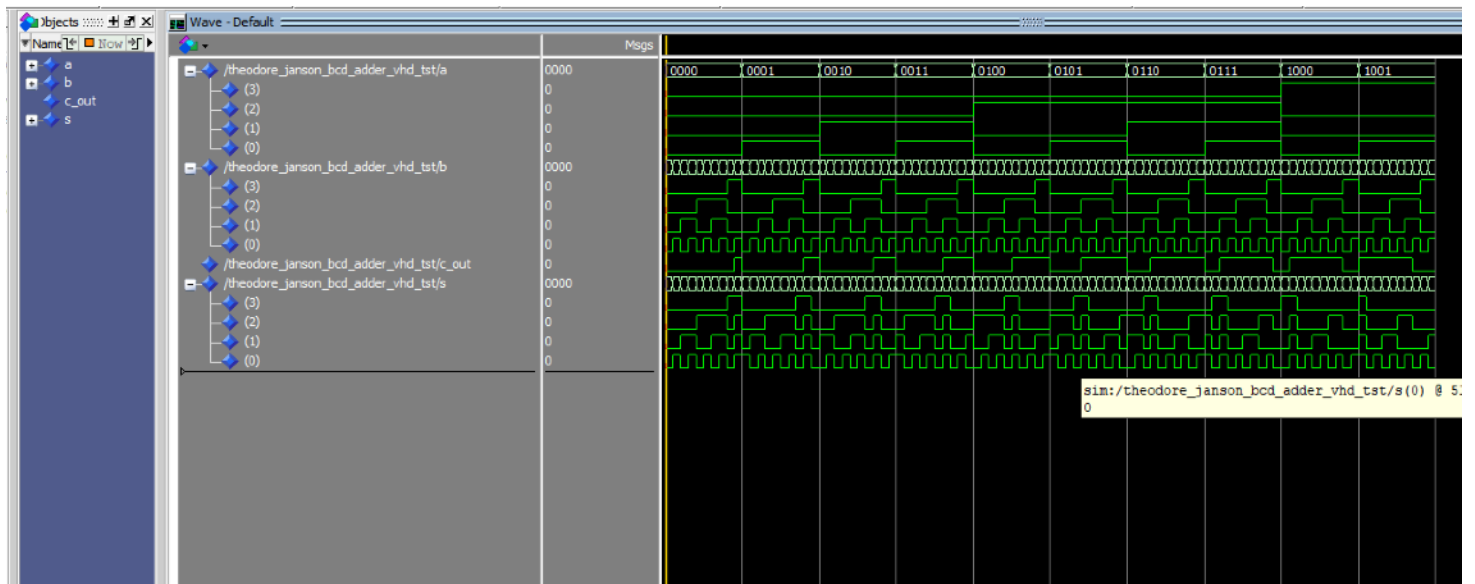 Objects
Wave - Default
Name
Now
Msgs
a
b
c_out
s
/theodore_janson_bcd_adder_vhd_tst/a 0000 0000 0001 0010 0011 0100 0101 0110 0111 1000 1001
(3) 0
(2) 0
(1) 0
(0) 0
/theodore_janson_bcd_adder_vhd_tst/b 0000
(3) 0
(2) 0
(1) 0
(0) 0
/theodore_janson_bcd_adder_vhd_tst/c_out 0
/theodore_janson_bcd_adder_vhd_tst/s 0000
(3) 0
(2) 0
(1) 0
(0) 0
sim:/theodore_janson_bcd_adder_vhd_tst/s(0) @
0